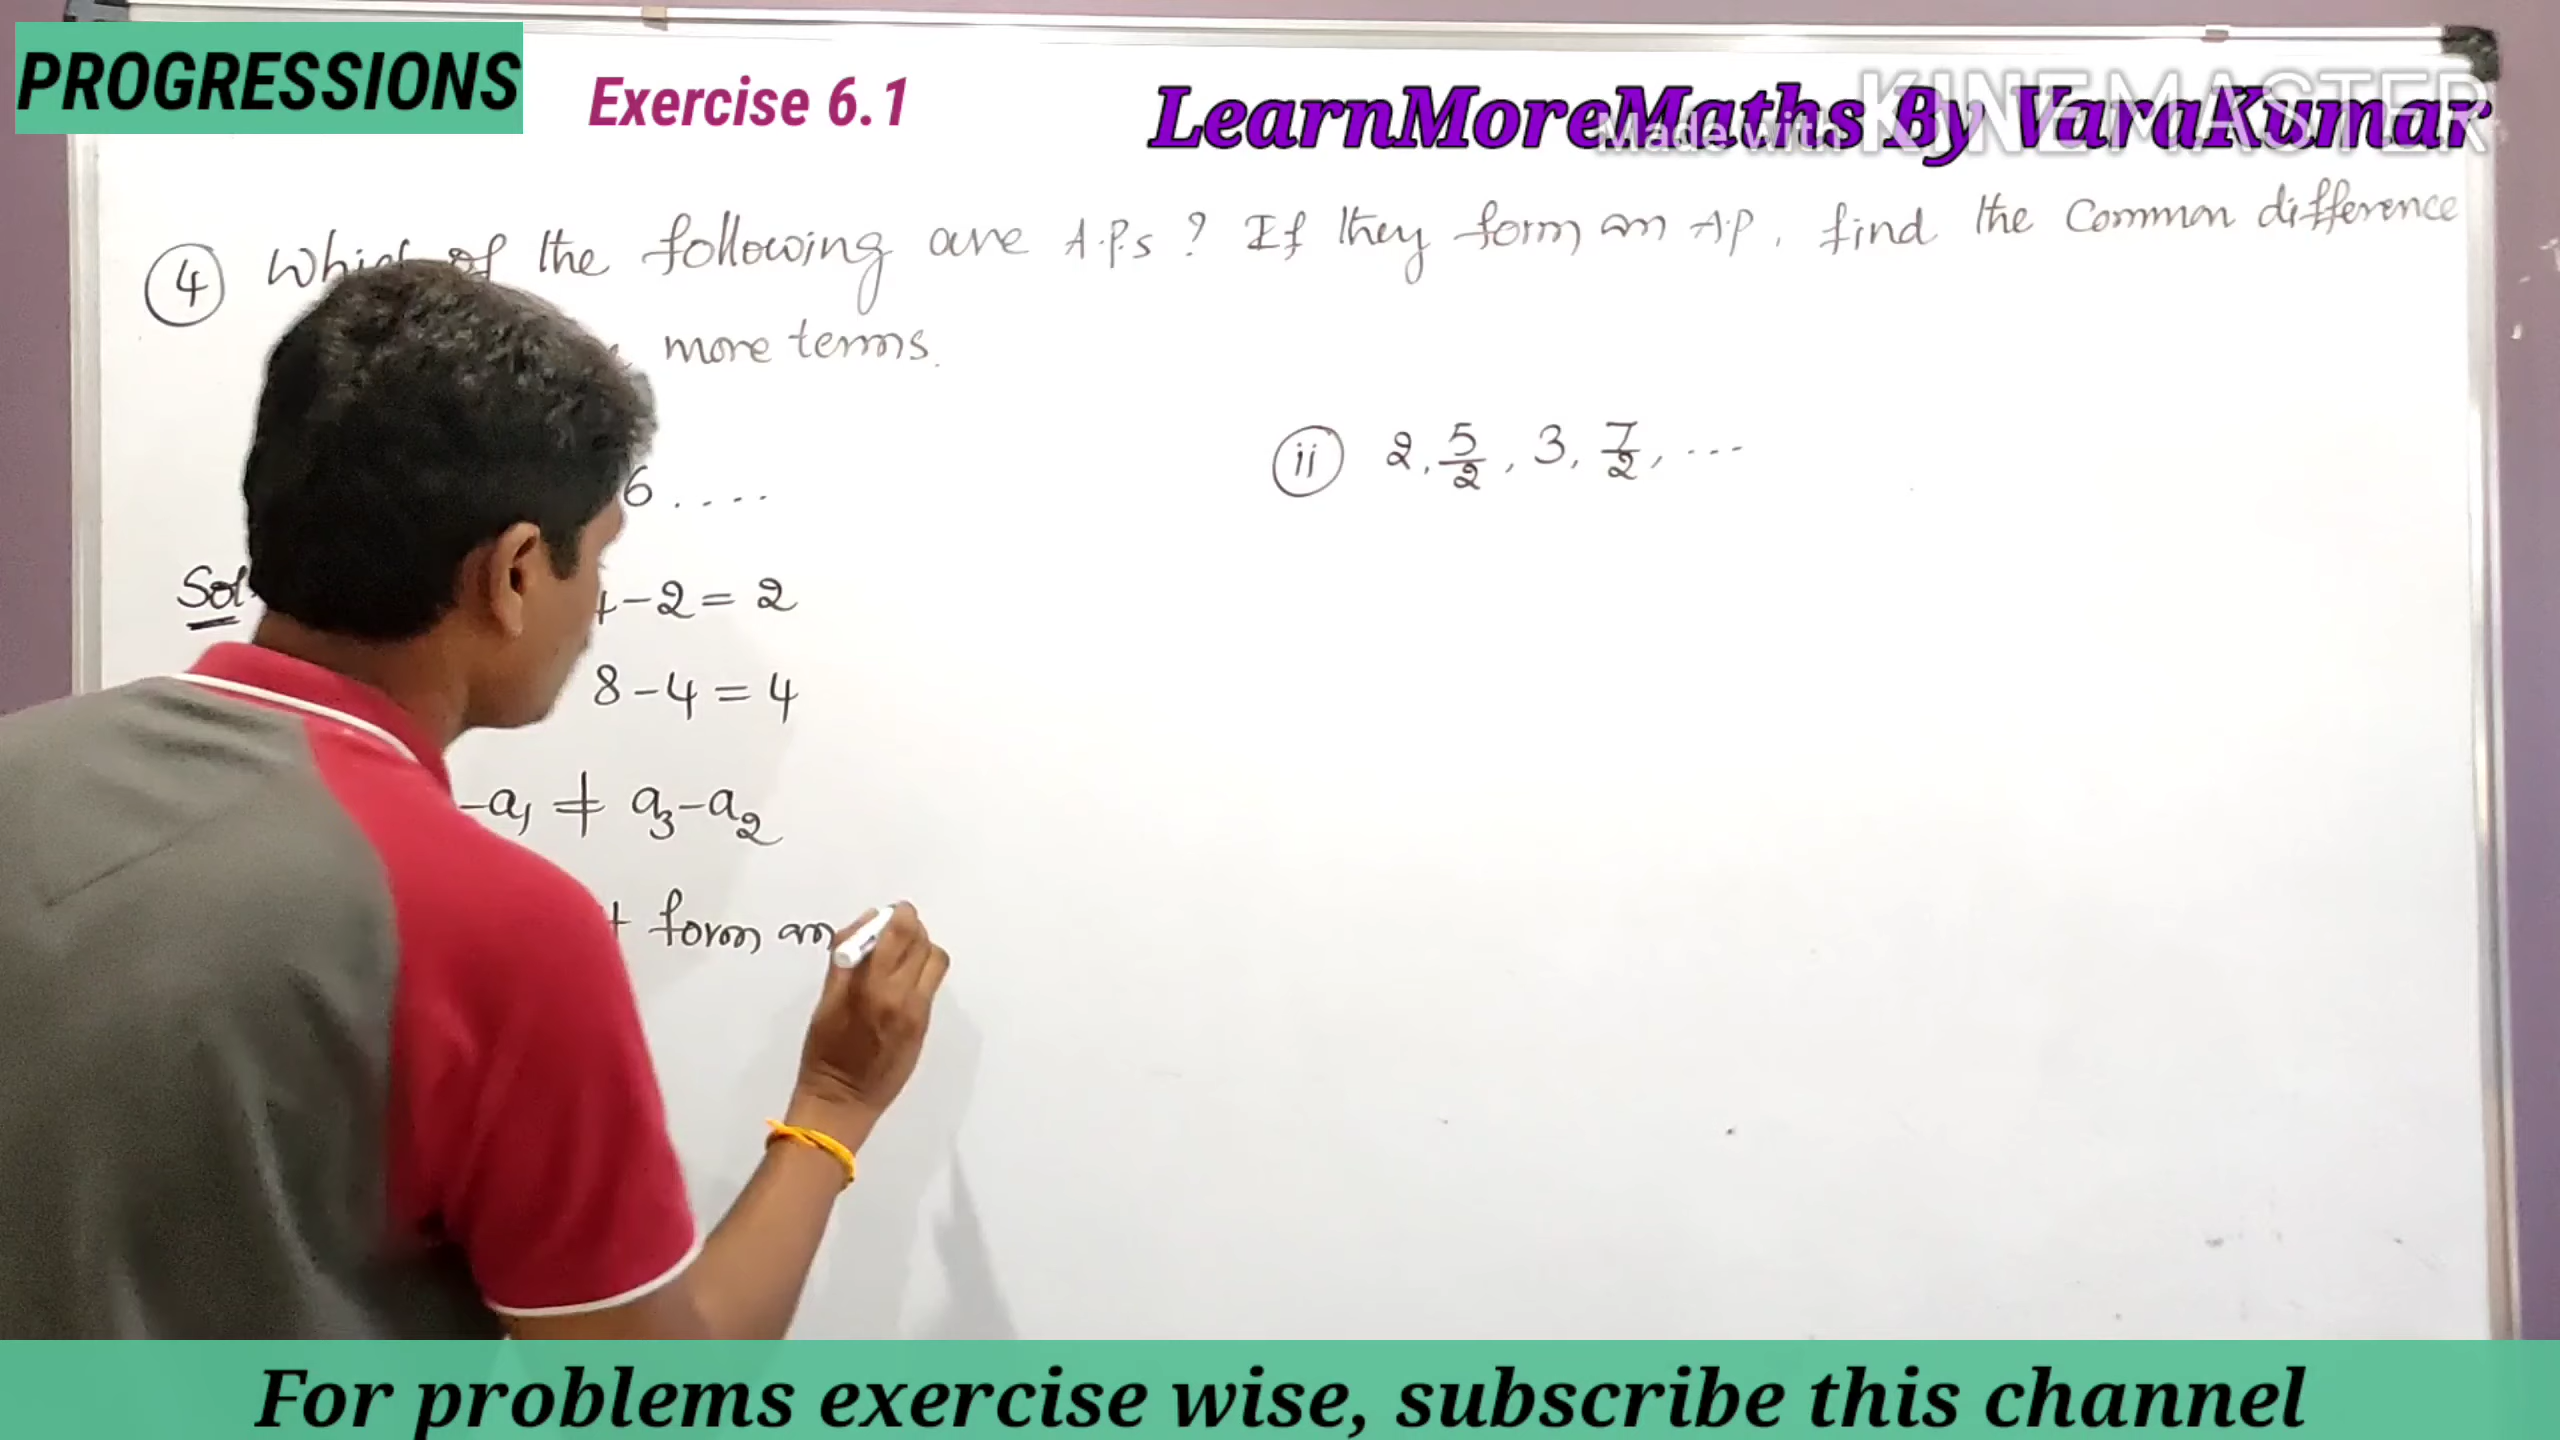 PROGRESSIONS
Exercise 6.1
LearnMoreMaths By VaraKumar
Made with KINEMASTER
4 Which of the following are A.P.s ? If they form an A.P, find the common difference
more terms.
6 . . . .
ii 2, 5/2, 3, 7/2, ...
Sol
-2 = 2
8-4 = 4
-a₁ ≠ a₃-a₂
form an
For problems exercise wise, subscribe this channel